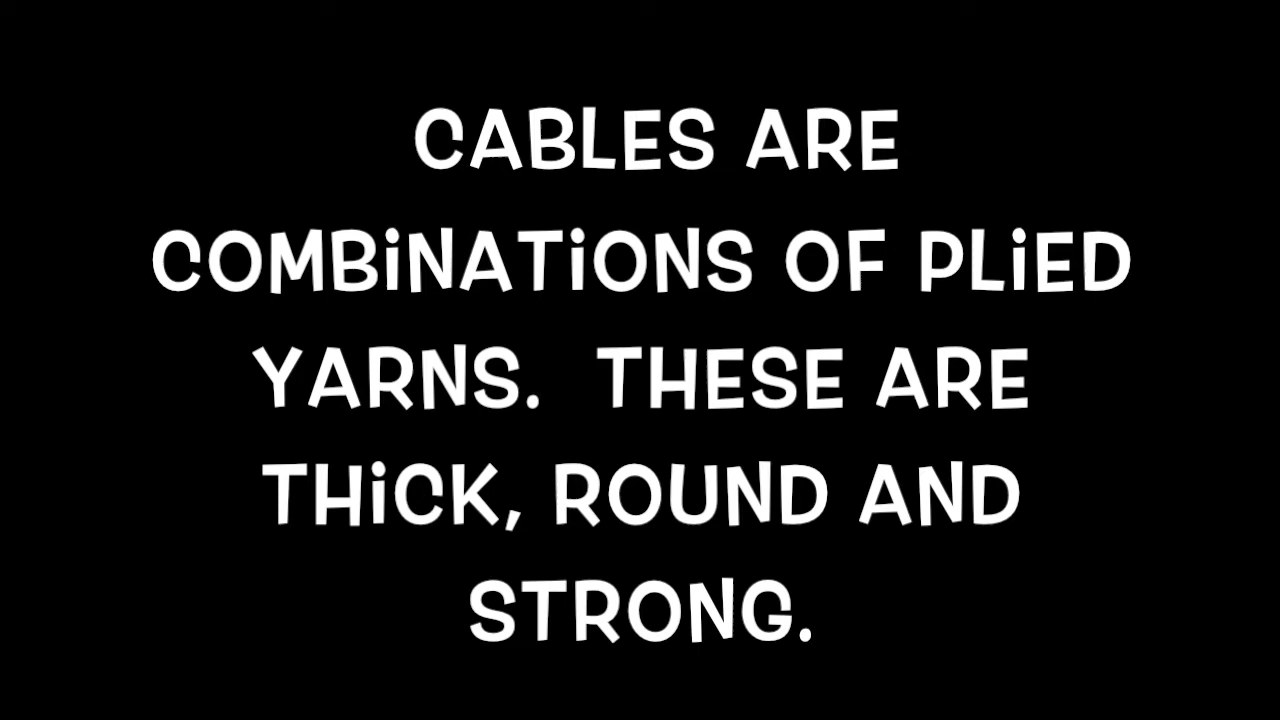 CABLES ARE
COMBiNATiONS OF PLiED
YARNS.  THESE ARE
THiCK, ROUND AND
STRONG.